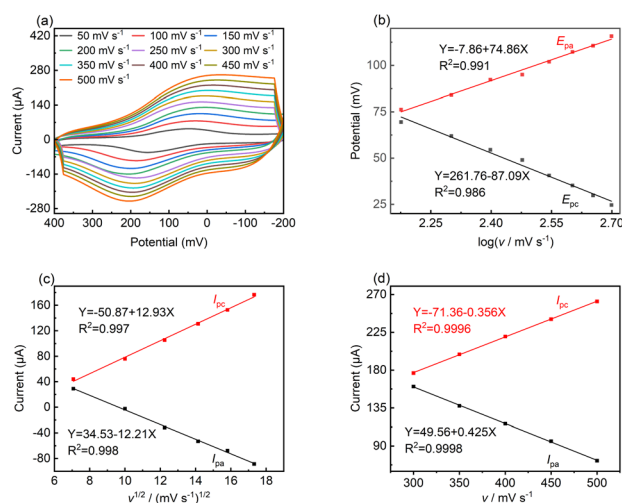 (a)
50 mV s⁻¹ 100 mV s⁻¹ 150 mV s⁻¹
200 mV s⁻¹ 250 mV s⁻¹ 300 mV s⁻¹
350 mV s⁻¹ 400 mV s⁻¹ 450 mV s⁻¹
500 mV s⁻¹
420
280
140
0
-140
-280
Current (μA)
400 300 200 100 0 -100 -200
Potential (mV)
(b)
Y=-7.86+74.86X
R²=0.991
Epa
Y=261.76-87.09X
R²=0.986
Epc
125
100
75
50
25
Potential (mV)
2.25 2.40 2.55 2.70
log(v / mV s⁻¹)
(c)
Y=-50.87+12.93X
R²=0.997
Ipc
Y=34.53-12.21X
R²=0.998
Ipa
200
160
120
80
40
0
-40
-80
Current (μA)
6 8 10 12 14 16 18
v¹/² / (mV s⁻¹)¹/²
(d)
Y=-71.36-0.356X
R²=0.9996
Ipc
Y=49.56+0.425X
R²=0.9998
Ipa
270
225
180
135
90
Current (μA)
300 350 400 450 500
v / mV s⁻¹